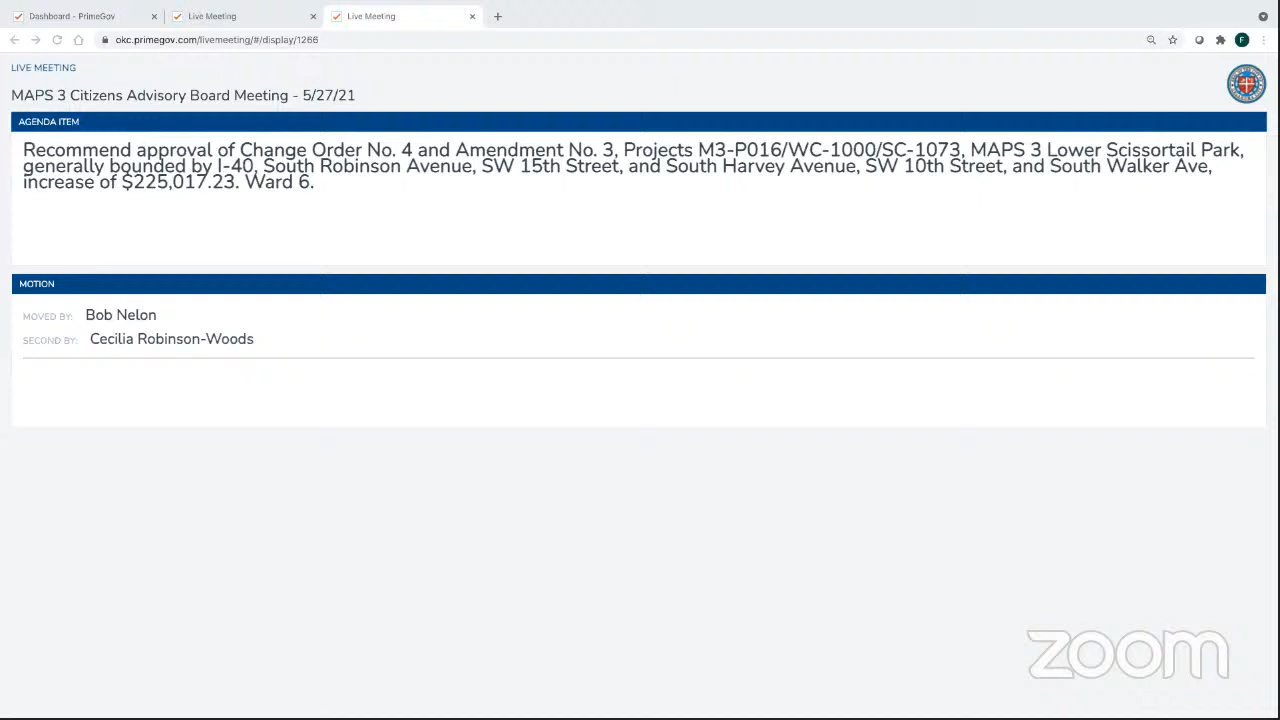 Dashboard - PrimeGov
Live Meeting
Live Meeting
okc.primegov.com/livemeeting/#/display/1266
F
LIVE MEETING
MAPS 3 Citizens Advisory Board Meeting - 5/27/21
AGENDA ITEM
Recommend approval of Change Order No. 4 and Amendment No. 3, Projects M3-P016/WC-1000/SC-1073, MAPS 3 Lower Scissortail Park,
generally bounded by I-40, South Robinson Avenue, SW 15th Street, and South Harvey Avenue, SW 10th Street, and South Walker Ave,
increase of $225,017.23. Ward 6.
MOTION
MOVED BY: Bob Nelon
SECOND BY: Cecilia Robinson-Woods
zoom